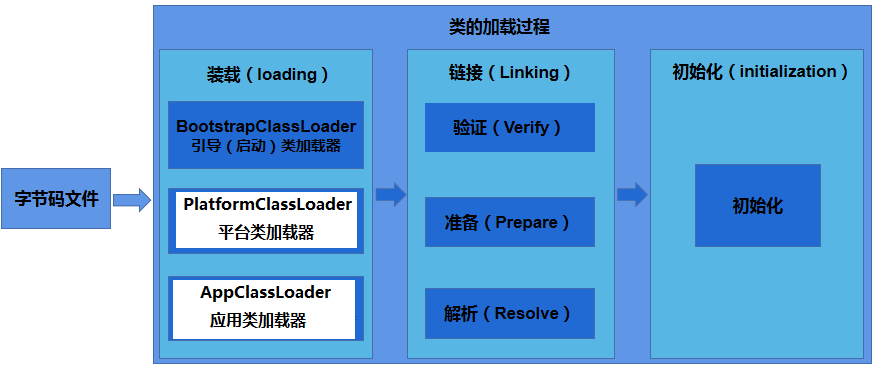 类的加载过程
字节码文件
装载（loading）
BootstrapClassLoader
引导（启动）类加载器
PlatformClassLoader
平台类加载器
AppClassLoader
应用类加载器
链接（Linking）
验证（Verify）
准备（Prepare）
解析（Resolve）
初始化（initialization）
初始化